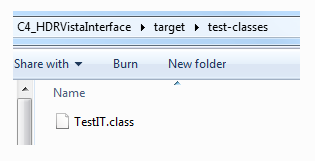 C4_HDRVistaInterface ▸ target ▸ test-classes
Share with ▾ Burn New folder
Name
TestIT.class